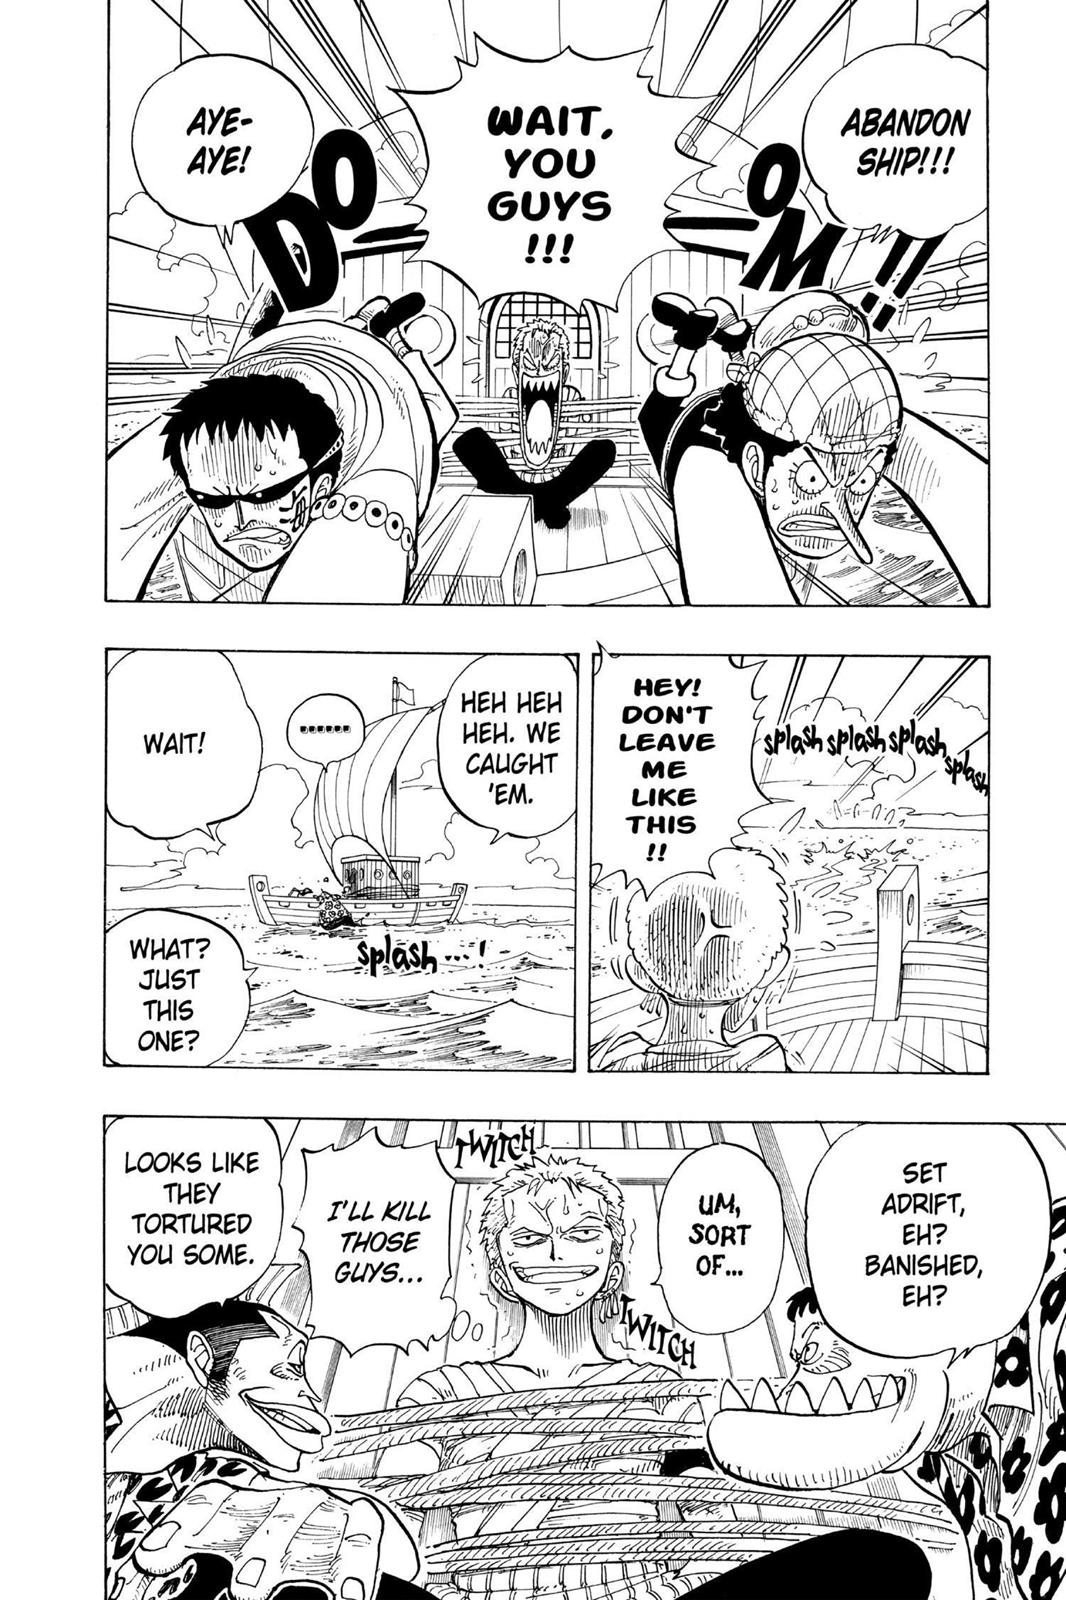 ABANDON
SHIP!!!
WAIT,
YOU
GUYS
!!!
AYE-
AYE!
DO—OM!!
HEY!
DON'T
LEAVE
ME
LIKE
THIS
!!
splash splash splash
splash
HEH HEH
HEH. WE
CAUGHT
'EM.
......
WAIT!
WHAT?
JUST
THIS
ONE?
splash...!
SET
ADRIFT,
EH?
BANISHED,
EH?
UM,
SORT
OF...
TWITCH
TWITCH
I'LL KILL
THOSE
GUYS...
LOOKS LIKE
THEY
TORTURED
YOU SOME.